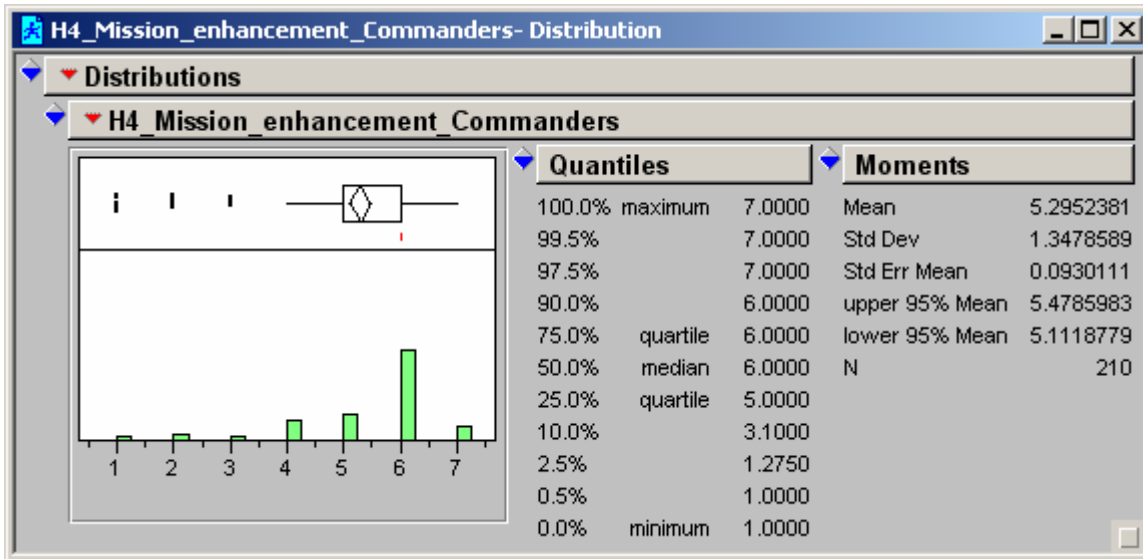 H4_Mission_enhancement_Commanders- Distribution
Distributions
H4_Mission_enhancement_Commanders
1 2 3 4 5 6 7
Quantiles
100.0% maximum 7.0000
99.5% 7.0000
97.5% 7.0000
90.0% 6.0000
75.0% quartile 6.0000
50.0% median 6.0000
25.0% quartile 5.0000
10.0% 3.1000
2.5% 1.2750
0.5% 1.0000
0.0% minimum 1.0000
Moments
Mean 5.2952381
Std Dev 1.3478589
Std Err Mean 0.0930111
upper 95% Mean 5.4785983
lower 95% Mean 5.1118779
N 210